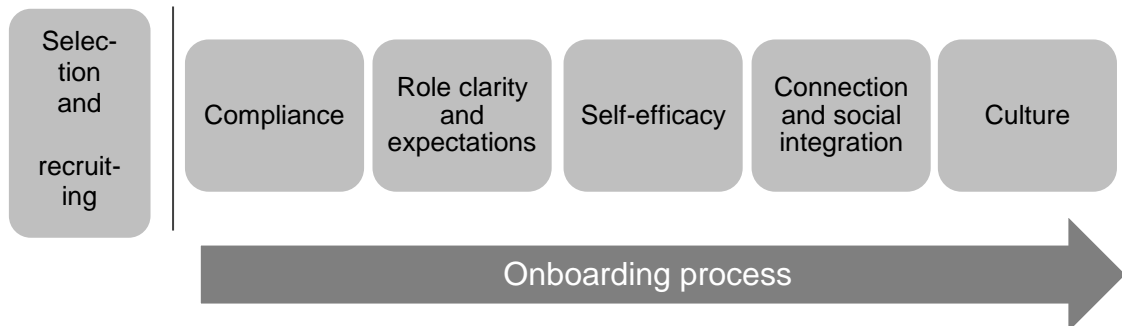 Selec-
tion
and
recruit-
ing
Compliance
Role clarity
and
expectations
Self-efficacy
Connection
and social
integration
Culture
Onboarding process